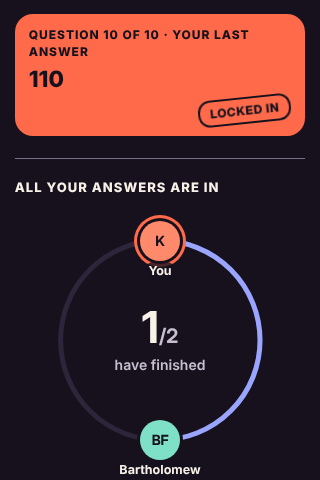 QUESTION 10 OF 10 · YOUR LAST
ANSWER
110
LOCKED IN
ALL YOUR ANSWERS ARE IN
K
You
1/2
have finished
BF
Bartholomew